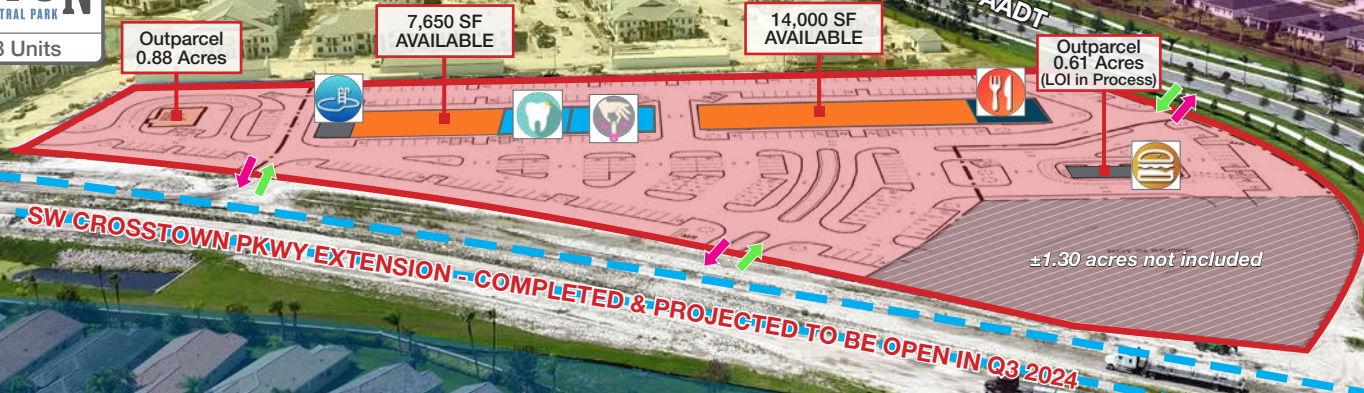 TRAL PARK
Units
Outparcel
0.88 Acres
7,650 SF
AVAILABLE
14,000 SF
AVAILABLE
AADT
Outparcel
0.61 Acres
(LOI in Process)
±1.30 acres not included
SW CROSSTOWN PKWY EXTENSION - COMPLETED & PROJECTED TO BE OPEN IN Q3 2024